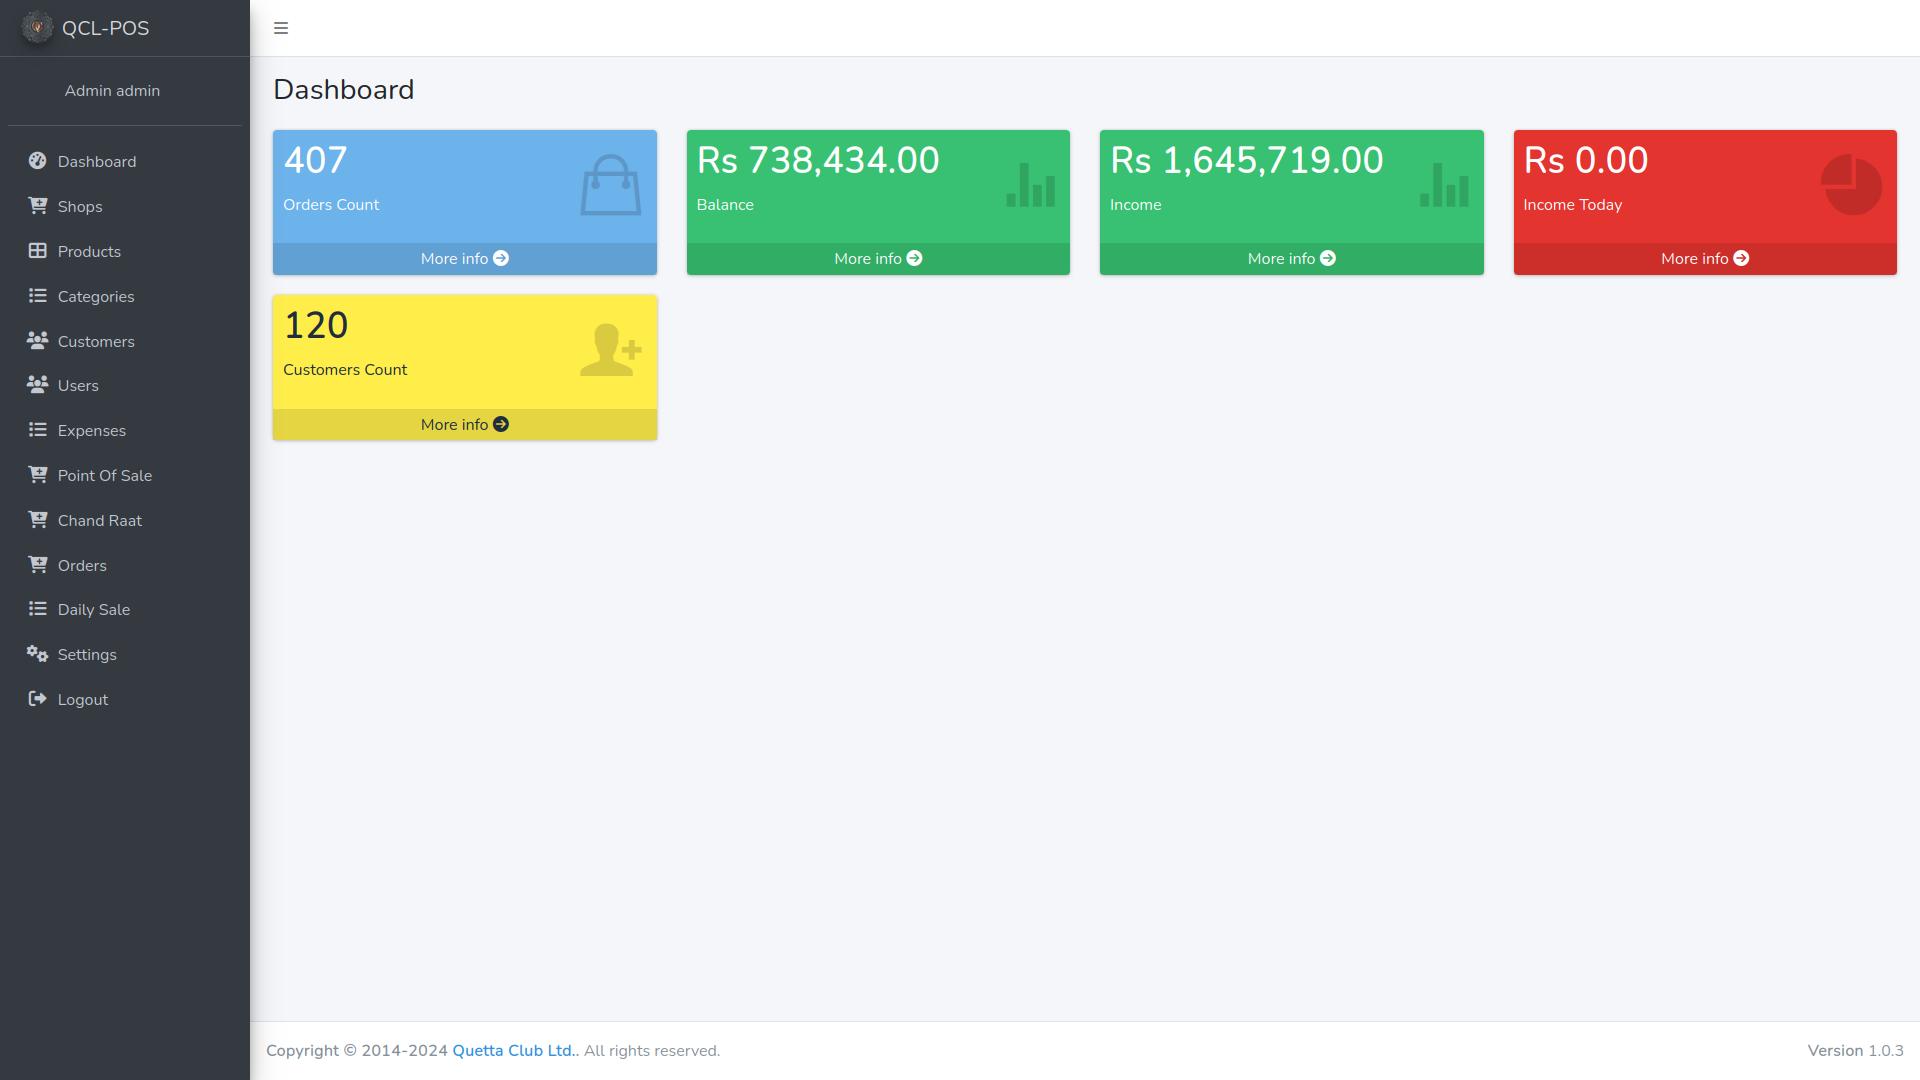 QCL-POS
Admin admin
Dashboard
Shops
Products
Categories
Customers
Users
Expenses
Point Of Sale
Chand Raat
Orders
Daily Sale
Settings
Logout
Dashboard
407
Orders Count
More info
Rs 738,434.00
Balance
More info
Rs 1,645,719.00
Income
More info
Rs 0.00
Income Today
More info
120
Customers Count
More info
Copyright © 2014-2024 Quetta Club Ltd.. All rights reserved.
Version 1.0.3